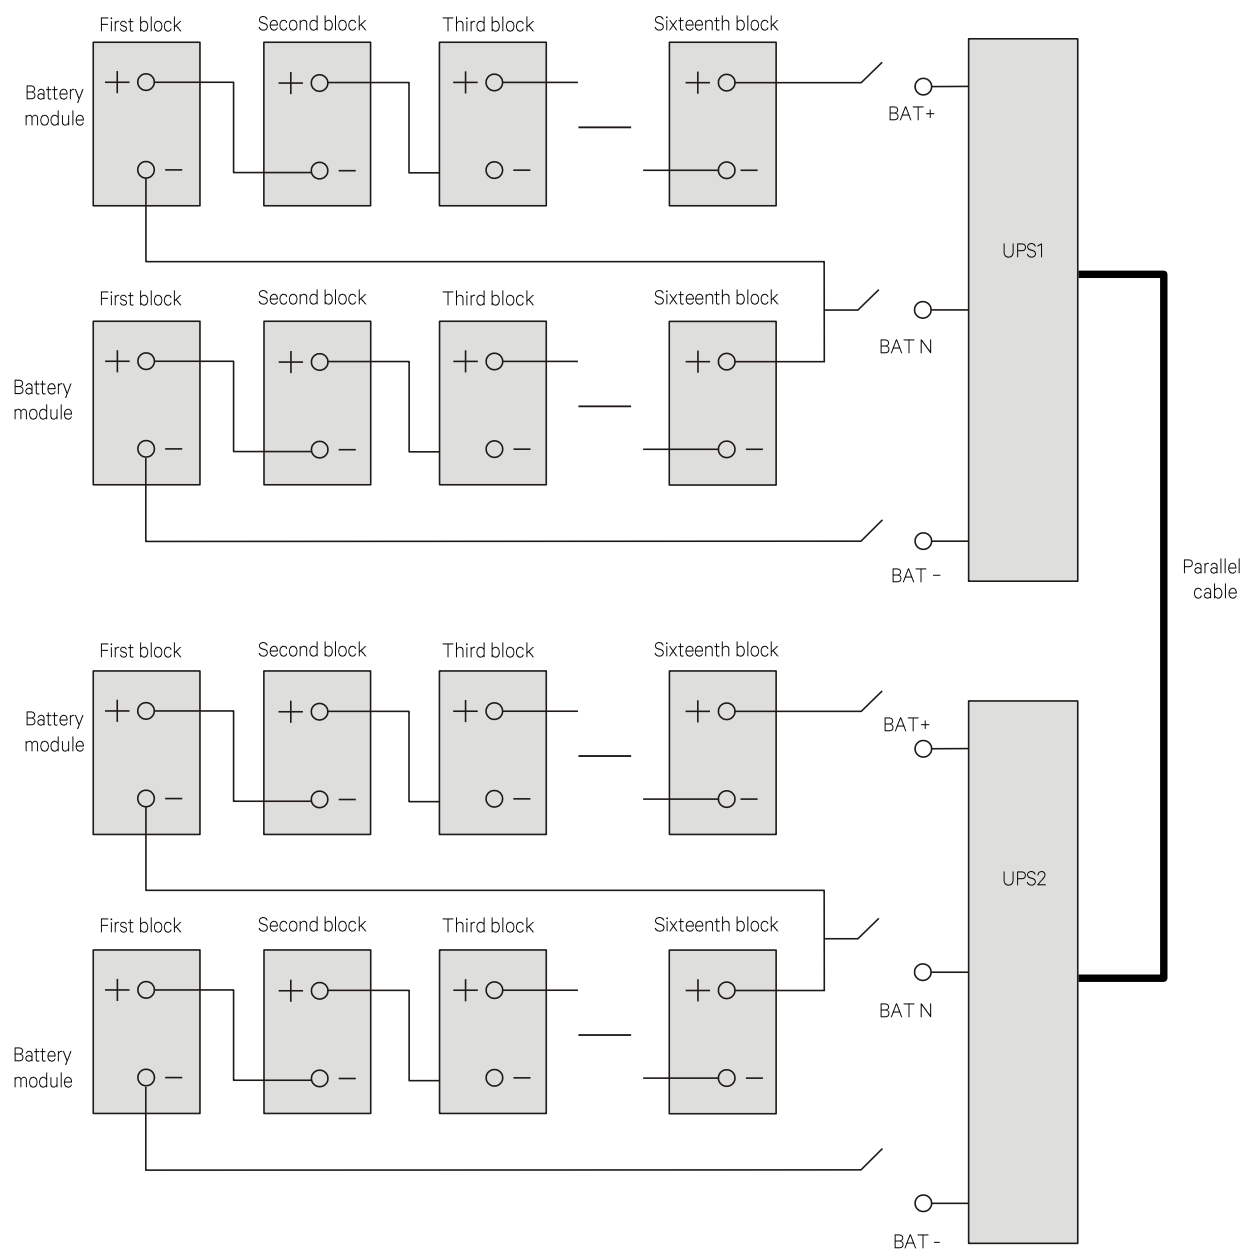 First block
Second block
Third block
Sixteenth block
Battery
module
+
+
+
+
BAT+
–
–
–
–
UPS1
First block
Second block
Third block
Sixteenth block
BAT N
+
+
+
+
Battery
module
–
–
–
–
BAT -
Parallel
cable
First block
Second block
Third block
Sixteenth block
Battery
module
+
+
+
+
BAT+
–
–
–
–
UPS2
First block
Second block
Third block
Sixteenth block
+
+
+
+
BAT N
Battery
module
–
–
–
–
BAT -